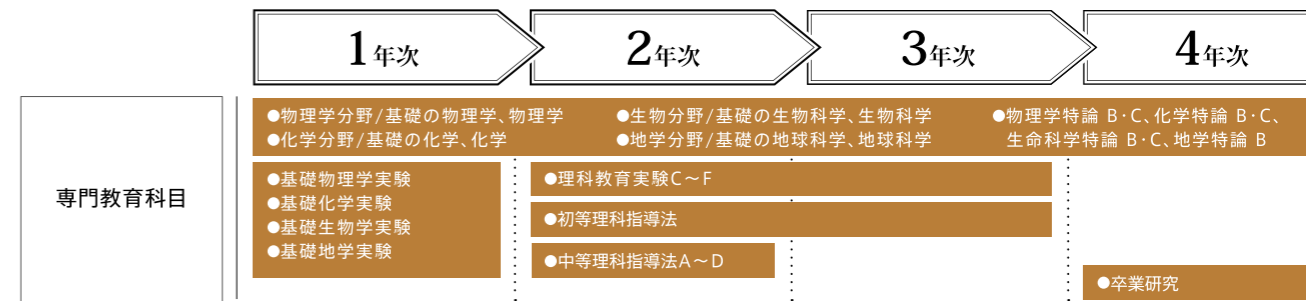 1年次
2年次
3年次
4年次
専門教育科目
●物理学分野/基礎の物理学、物理学
●化学分野/基礎の化学、化学
●生物分野/基礎の生物科学、生物科学
●地学分野/基礎の地球科学、地球科学
●物理学特論 B・C、化学特論 B・C、
生命科学特論 B・C、地学特論 B
●基礎物理学実験
●基礎化学実験
●基礎生物学実験
●基礎地学実験
●理科教育実験C～F
●初等理科指導法
●中等理科指導法A～D
●卒業研究